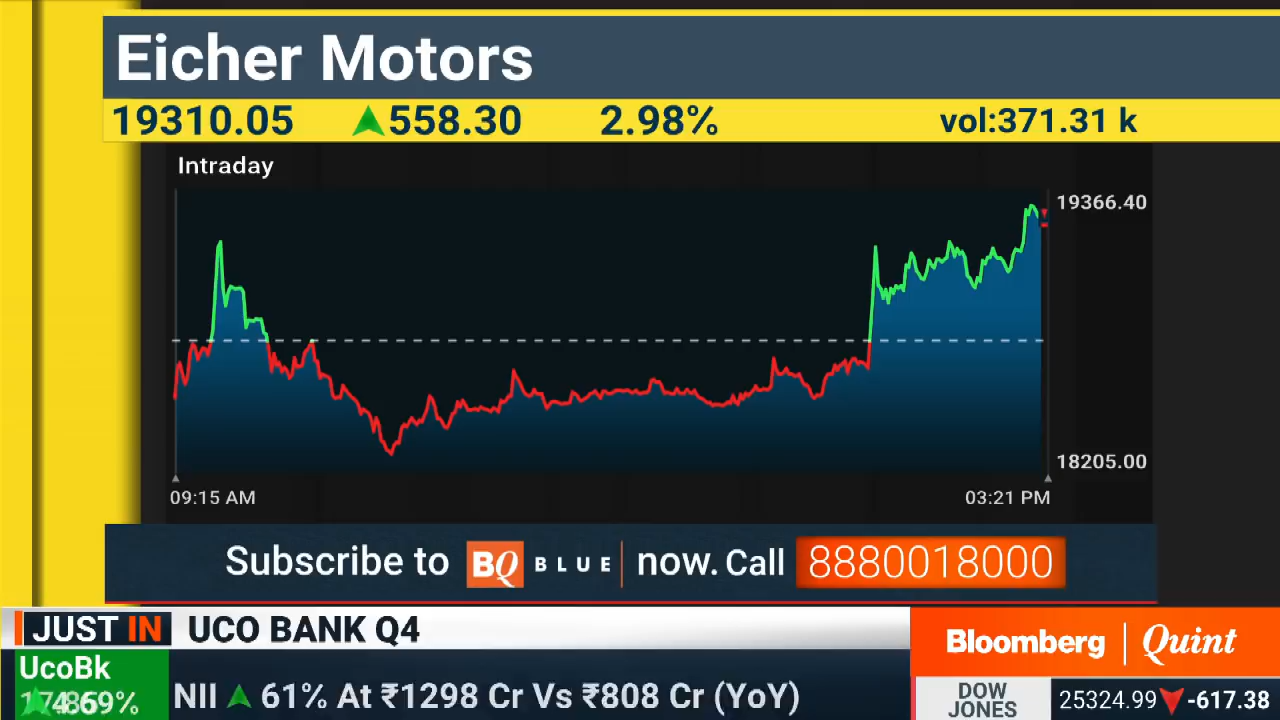 Eicher Motors
19310.05 558.30 2.98% vol:371.31 k
Intraday
19366.40
18205.00
09:15 AM 03:21 PM
Subscribe to BQ BLUE now. Call 8880018000
JUST IN UCO BANK Q4
UcoBk
NII 61% At ₹1298 Cr Vs ₹808 Cr (YoY)
Bloomberg Quint
DOW JONES 25324.99 -617.38